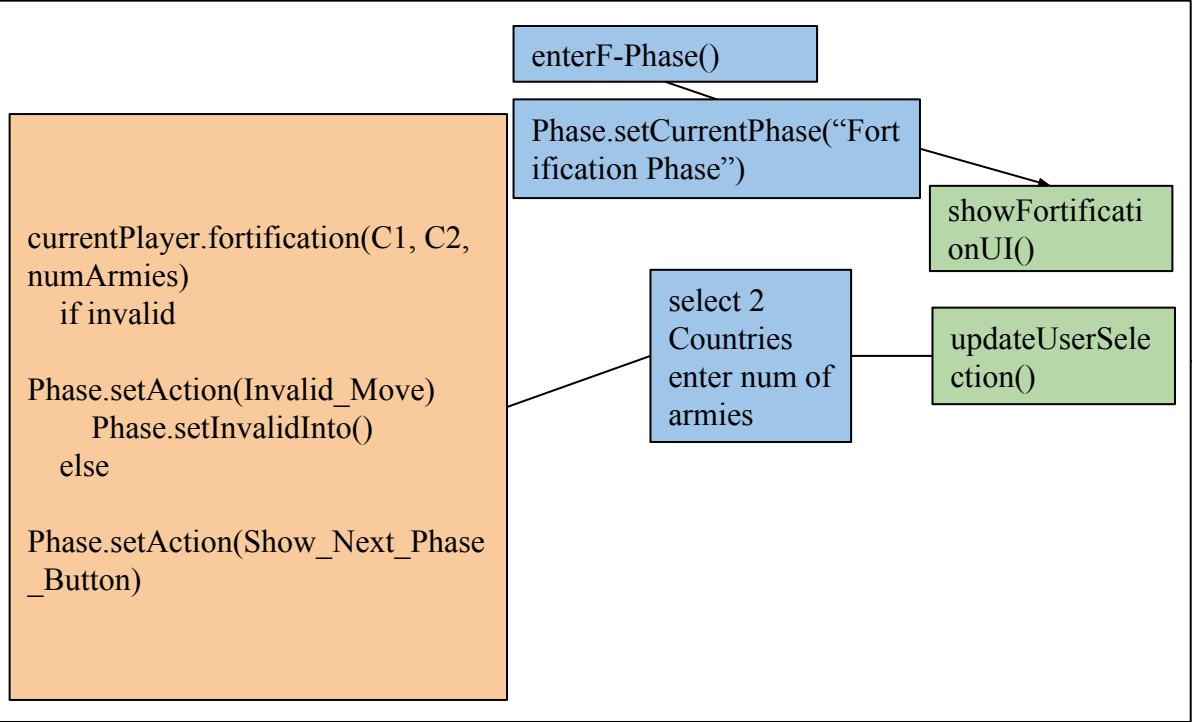 enterF-Phase()
Phase.setCurrentPhase(“Fort
ification Phase”)
showFortificati
onUI()
currentPlayer.fortification(C1, C2,
numArmies)
if invalid
Phase.setAction(Invalid_Move)
Phase.setInvalidInto()
else
Phase.setAction(Show_Next_Phase
_Button)
select 2
Countries
enter num of
armies
updateUserSele
ction()